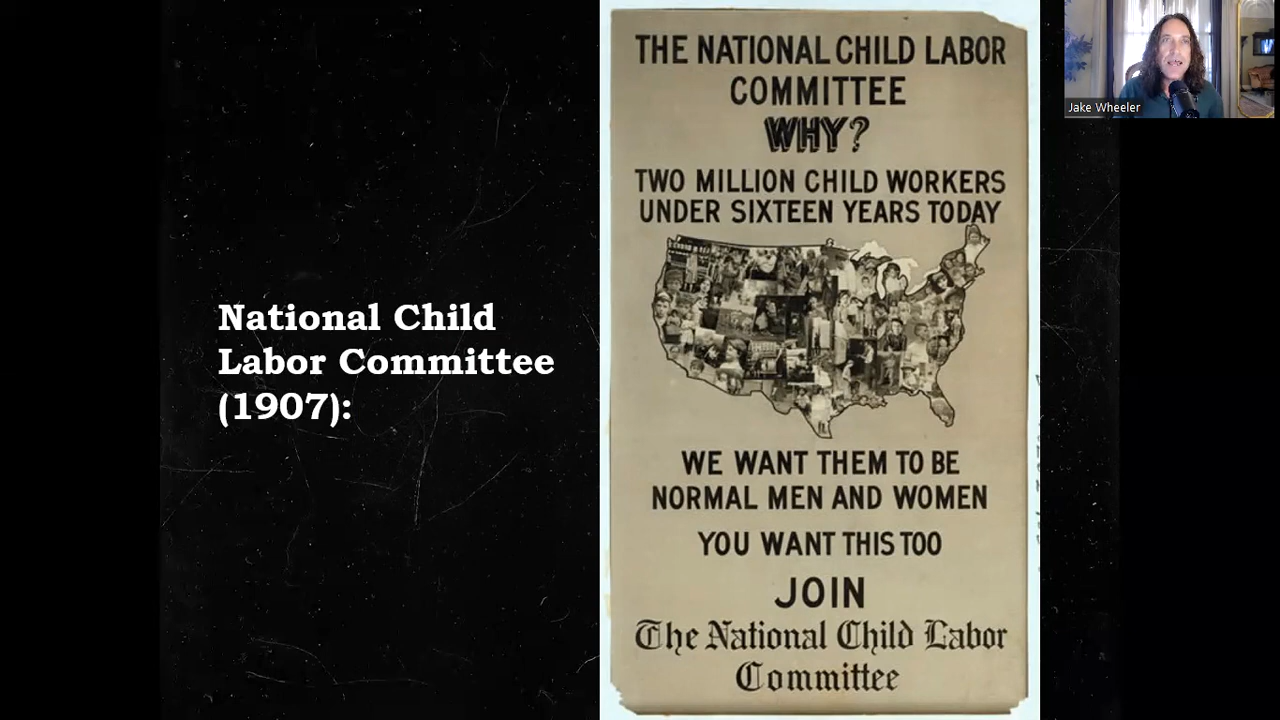 National Child
Labor Committee
(1907):
THE NATIONAL CHILD LABOR
COMMITTEE
WHY?
TWO MILLION CHILD WORKERS
UNDER SIXTEEN YEARS TODAY
WE WANT THEM TO BE
NORMAL MEN AND WOMEN
YOU WANT THIS TOO
JOIN
The National Child Labor
Committee
Jake Wheeler